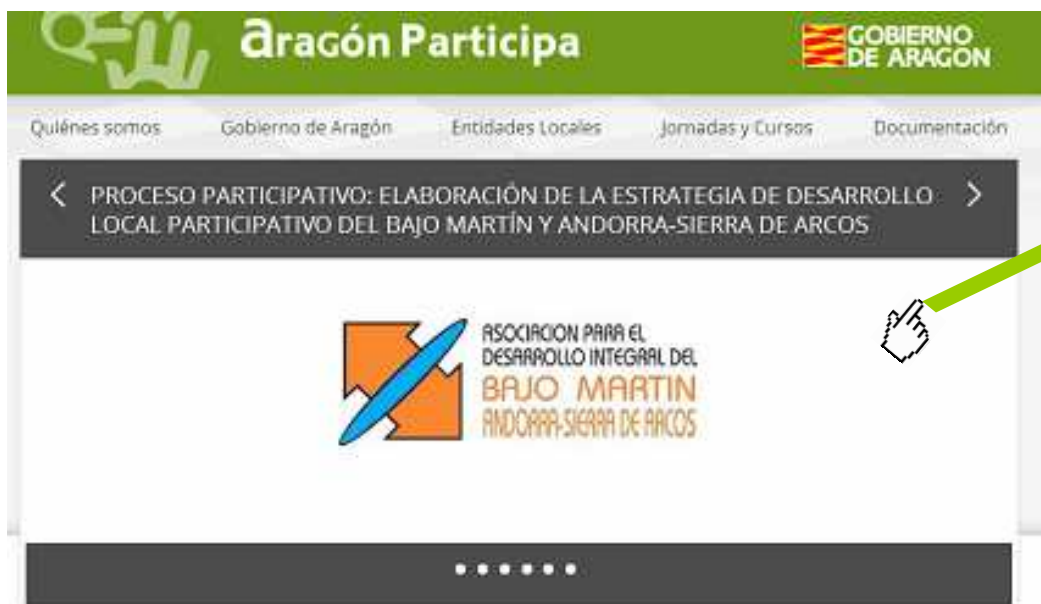 aragón Participa
GOBIERNO
DE ARAGON
Quiénes somos Gobierno de Aragón Entidades Locales Jornadas y Cursos Documentación
PROCESO PARTICIPATIVO: ELABORACIÓN DE LA ESTRATEGIA DE DESARROLLO
LOCAL PARTICIPATIVO DEL BAJO MARTÍN Y ANDORRA-SIERRA DE ARCOS
ASOCIACION PARA EL
DESARROLLO INTEGRAL DEL
BAJO MARTIN
ANDORRA-SIERRA DE ARCOS